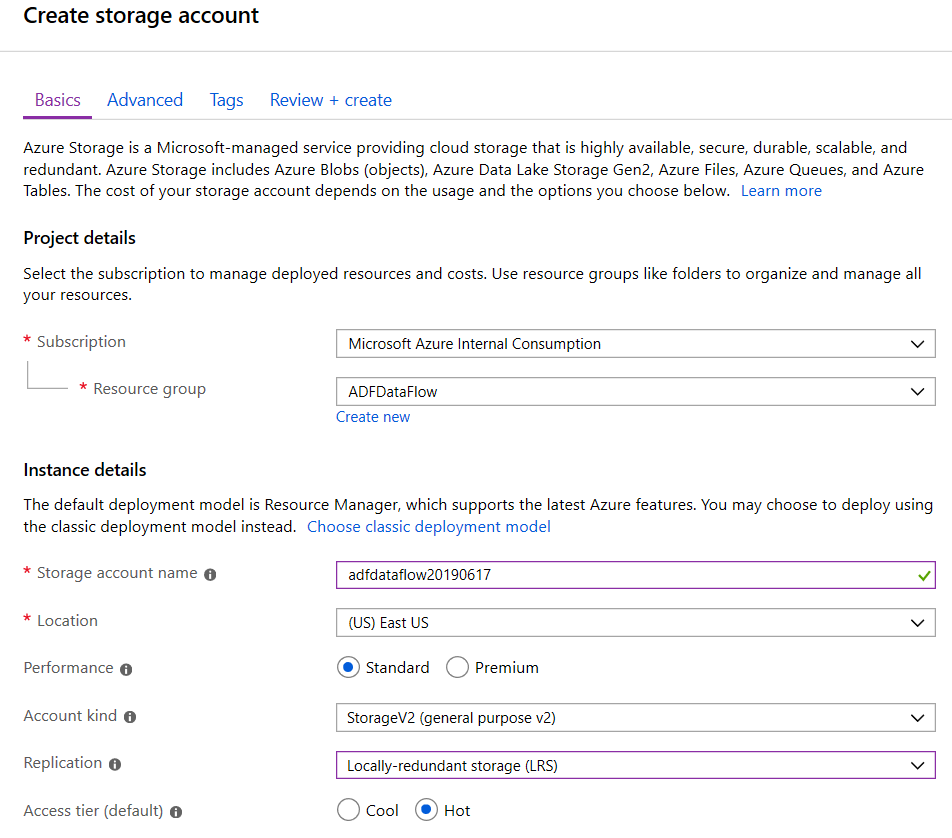 Create storage account
Basics Advanced Tags Review + create
Azure Storage is a Microsoft-managed service providing cloud storage that is highly available, secure, durable, scalable, and
redundant. Azure Storage includes Azure Blobs (objects), Azure Data Lake Storage Gen2, Azure Files, Azure Queues, and Azure
Tables. The cost of your storage account depends on the usage and the options you choose below. Learn more
Project details
Select the subscription to manage deployed resources and costs. Use resource groups like folders to organize and manage all
your resources.
* Subscription Microsoft Azure Internal Consumption
* Resource group ADFDataFlow
Create new
Instance details
The default deployment model is Resource Manager, which supports the latest Azure features. You may choose to deploy using
the classic deployment model instead. Choose classic deployment model
* Storage account name adfdataflow20190617
* Location (US) East US
Performance Standard Premium
Account kind StorageV2 (general purpose v2)
Replication Locally-redundant storage (LRS)
Access tier (default) Cool Hot